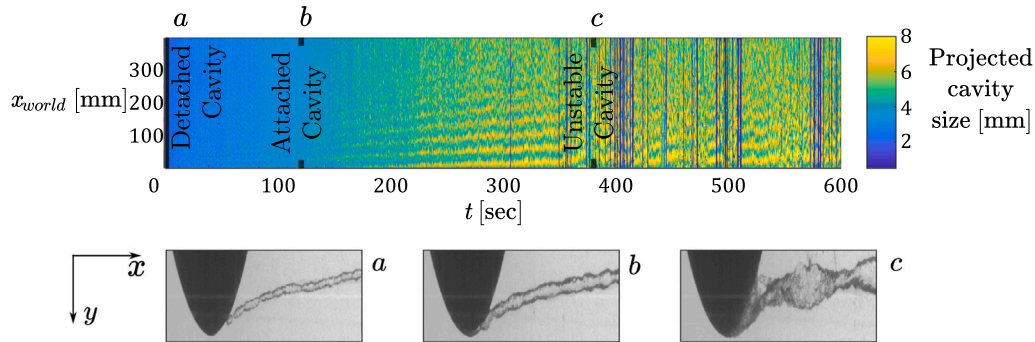 a
b
c
Detached
Cavity
Attached
Cavity
Unstable
Cavity
x_world [mm]
300
200
100
0
100
200
300
400
500
600
t [sec]
8
6
4
2
Projected
cavity
size [mm]
x
y
a
b
c